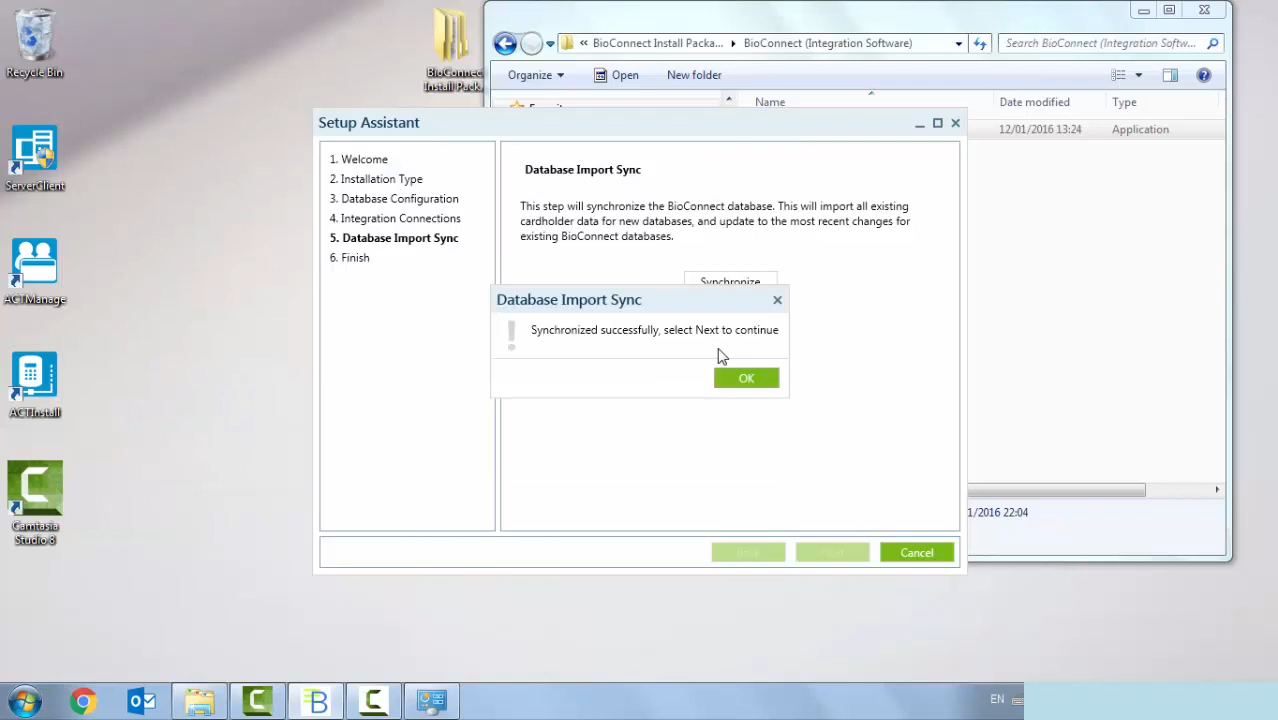 Recycle Bin
BioConnect
Install Pack.
ServerClient
ACTManage
ACTInstall
Camtasia
Studio 8
« BioConnect Install Packa... ▸ BioConnect (Integration Software)
Search BioConnect (Integration Softw...
Organize
Open
New folder
Name
Date modified
Type
12/01/2016 13:24
Application
Setup Assistant
1. Welcome
2. Installation Type
3. Database Configuration
4. Integration Connections
5. Database Import Sync
6. Finish
Database Import Sync
This step will synchronize the BioConnect database. This will import all existing
cardholder data for new databases, and update to the most recent changes for
existing BioConnect databases.
Synchronize
Database Import Sync
Synchronized successfully, select Next to continue
OK
Cancel
1/2016 22:04
EN